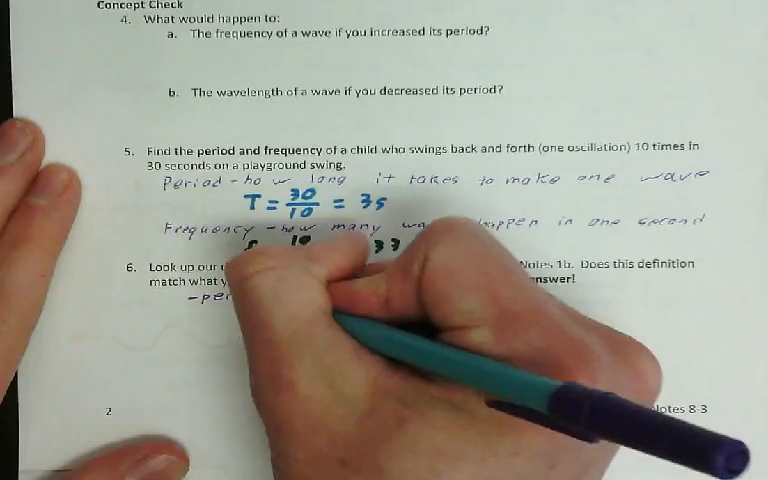 Concept Check
4. What would happen to:
a. The frequency of a wave if you increased its period?
b. The wavelength of a wave if you decreased its period?
5. Find the period and frequency of a child who swings back and forth (one oscillation) 10 times in
30 seconds on a playground swing.
Period - how long it takes to make one wave
T = 30/10 = 3s
Frequency - how many happen in one second
10 33
6. Look up our Notes 1b. Does this definition
match what answer!
- per
2 Notes 8-3